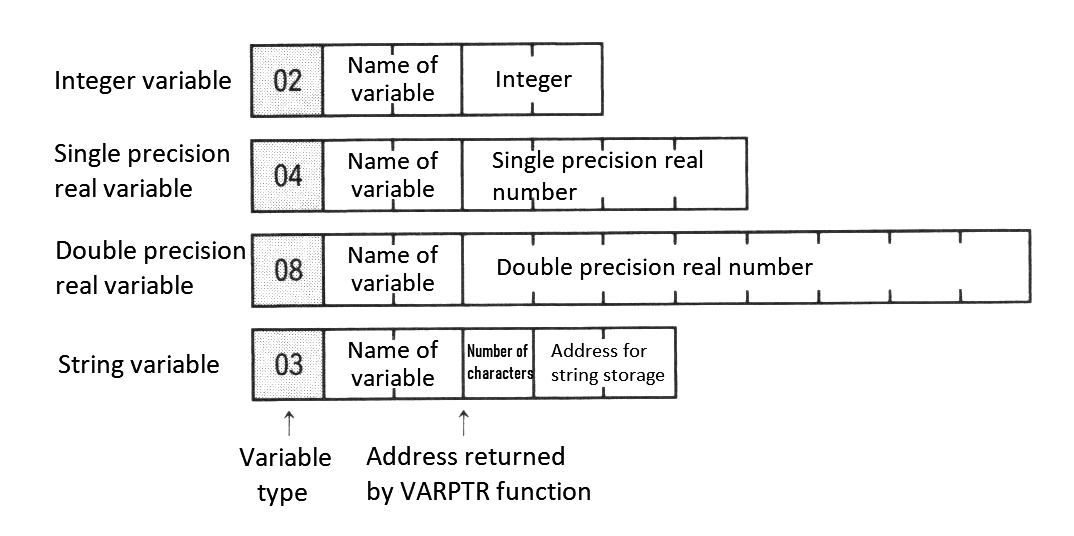 Integer variable
02
Name of
variable
Integer
Single precision
real variable
04
Name of
variable
Single precision real
number
Double precision
real variable
08
Name of
variable
Double precision real number
String variable
03
Name of
variable
Number of
characters
Address for
string storage
Variable
type
Address returned
by VARPTR function